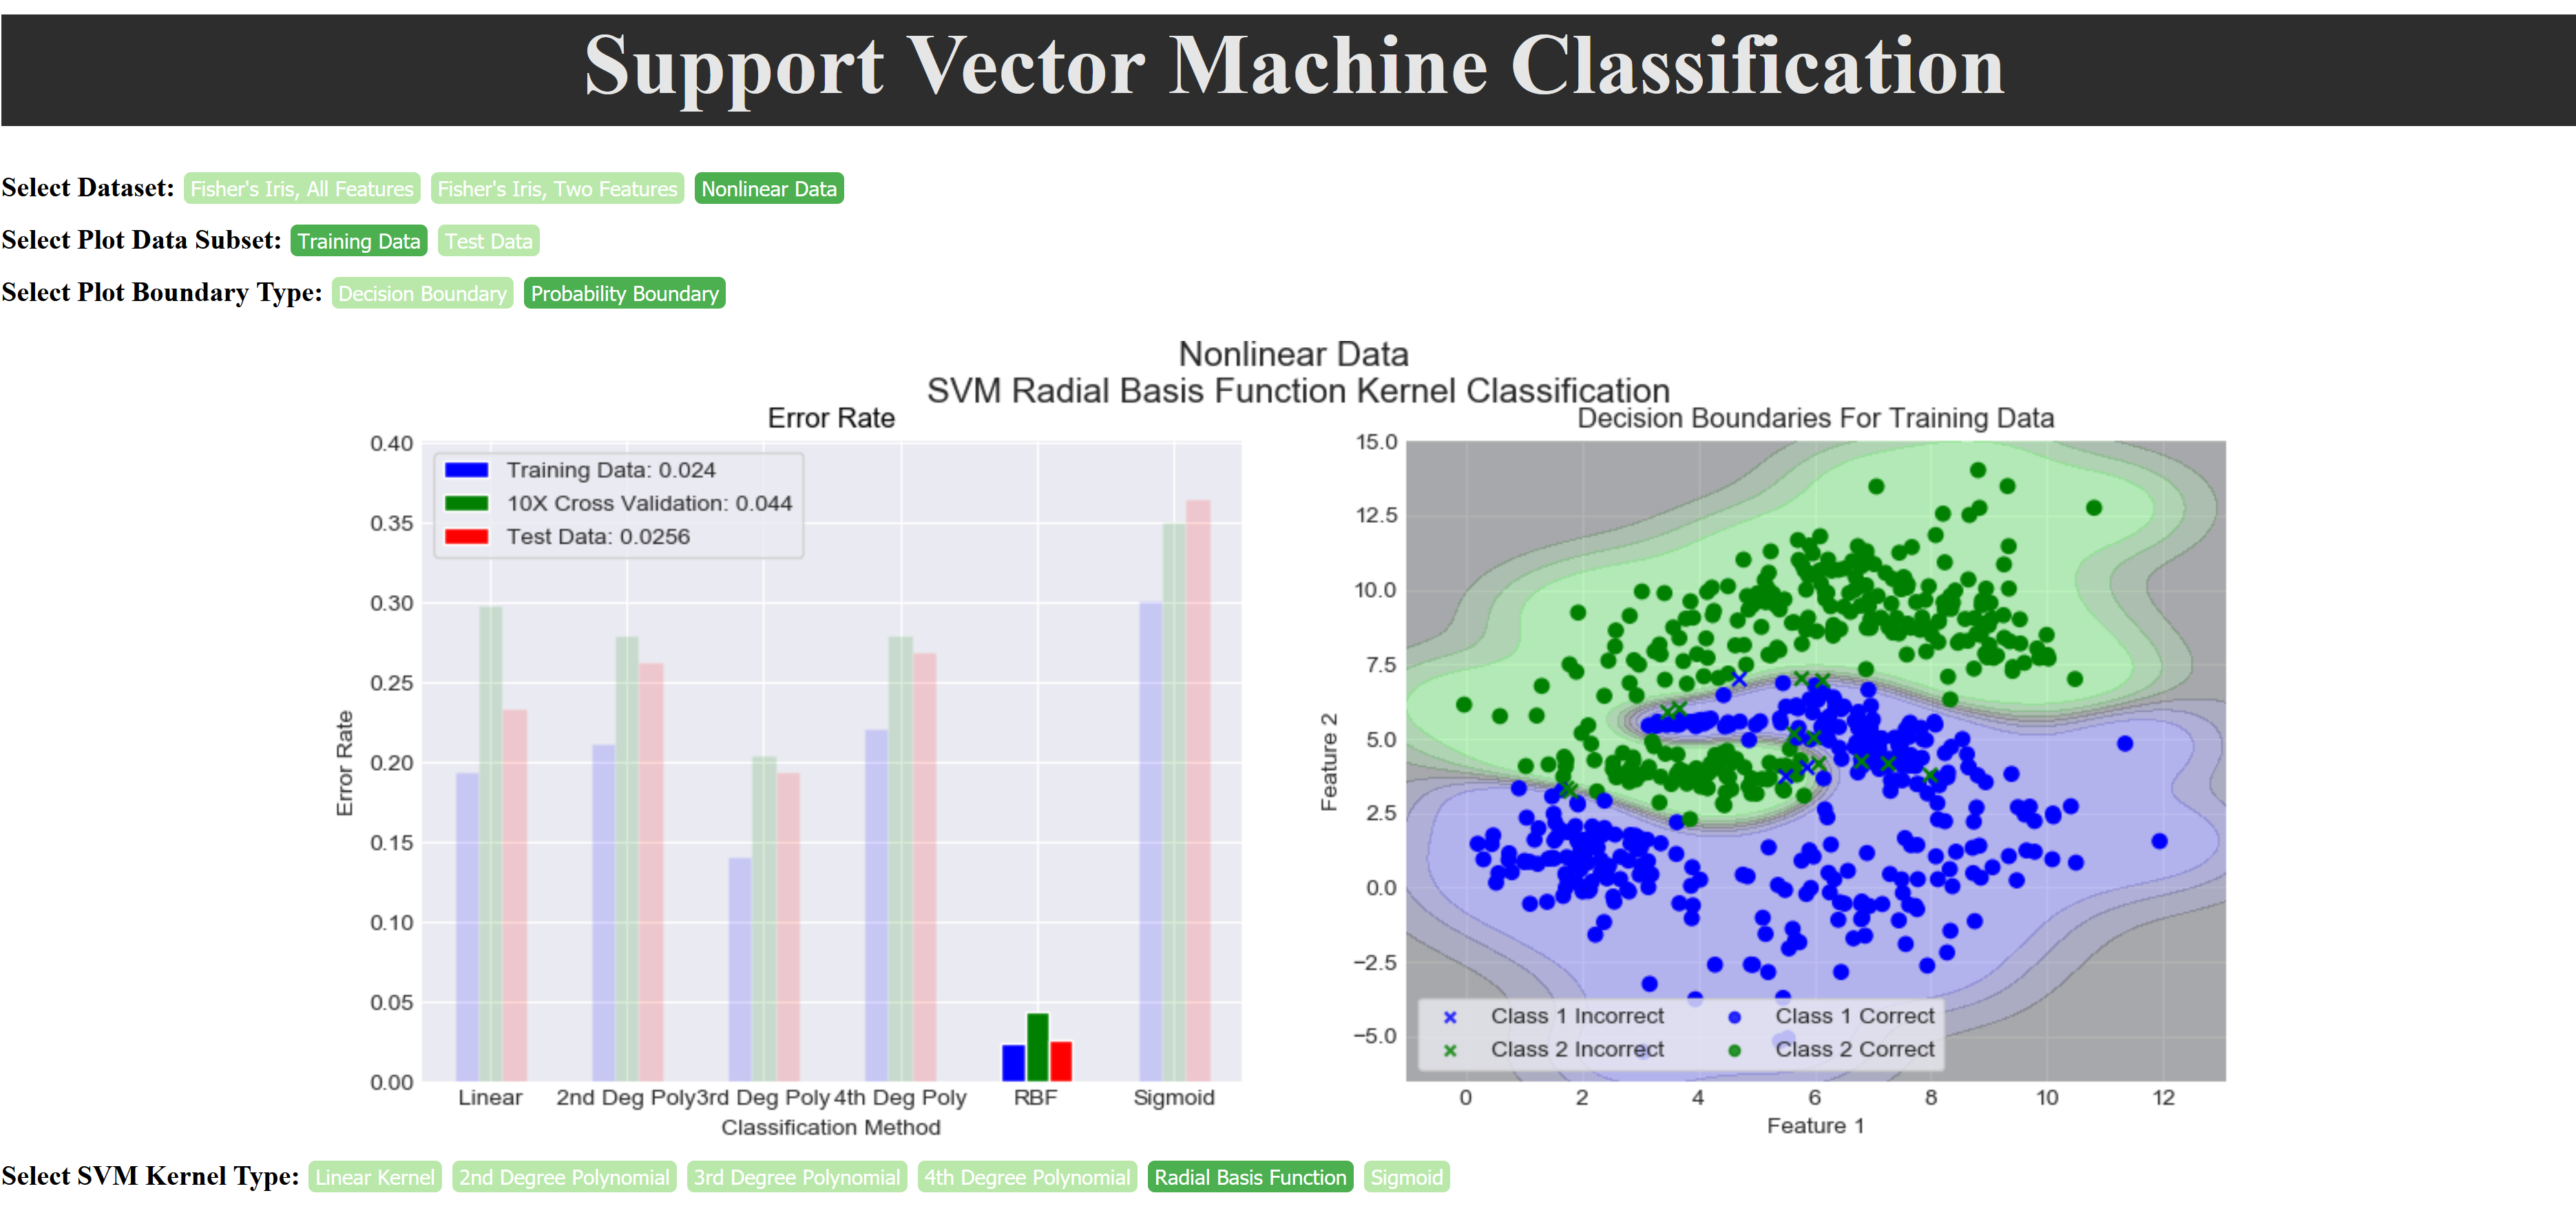 Support Vector Machine Classification
Select Dataset: Fisher's Iris, All Features Fisher's Iris, Two Features Nonlinear Data
Select Plot Data Subset: Training Data Test Data
Select Plot Boundary Type: Decision Boundary Probability Boundary
Nonlinear Data
SVM Radial Basis Function Kernel Classification
Error Rate
0.40
0.35
0.30
0.25
0.20
0.15
0.10
0.05
0.00
Error Rate
Training Data: 0.024
10X Cross Validation: 0.044
Test Data: 0.0256
Linear 2nd Deg Poly 3rd Deg Poly 4th Deg Poly RBF Sigmoid
Classification Method
Decision Boundaries For Training Data
15.0
12.5
10.0
7.5
5.0
2.5
0.0
−2.5
−5.0
Feature 2
Class 1 Incorrect Class 1 Correct
Class 2 Incorrect Class 2 Correct
0 2 4 6 8 10 12
Feature 1
Select SVM Kernel Type: Linear Kernel 2nd Degree Polynomial 3rd Degree Polynomial 4th Degree Polynomial Radial Basis Function Sigmoid